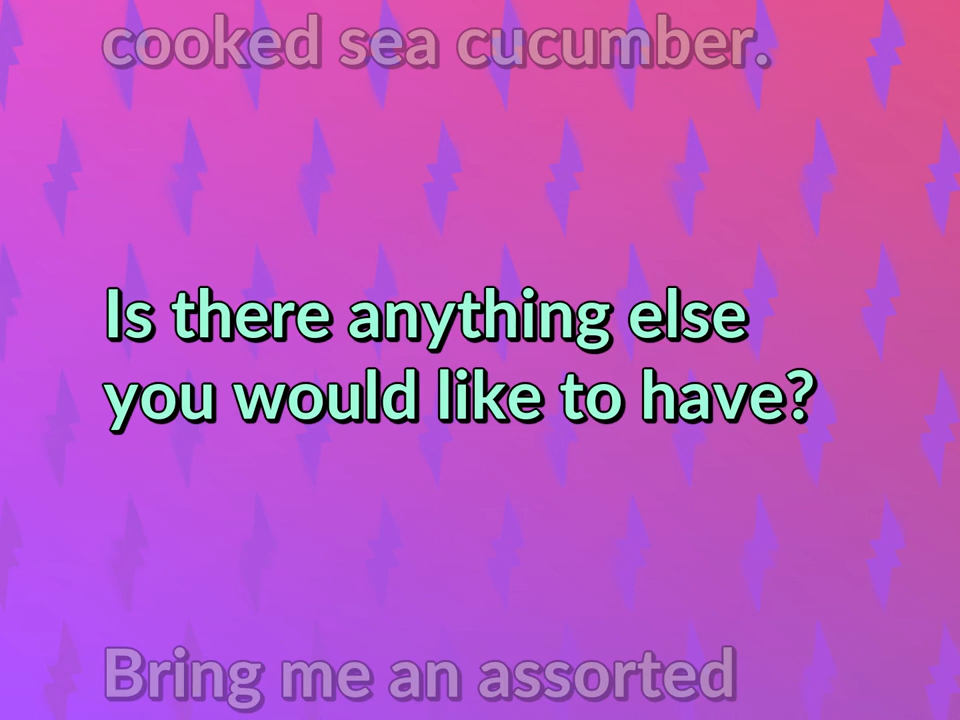 cooked sea cucumber.
Is there anything else
you would like to have?
Bring me an assorted